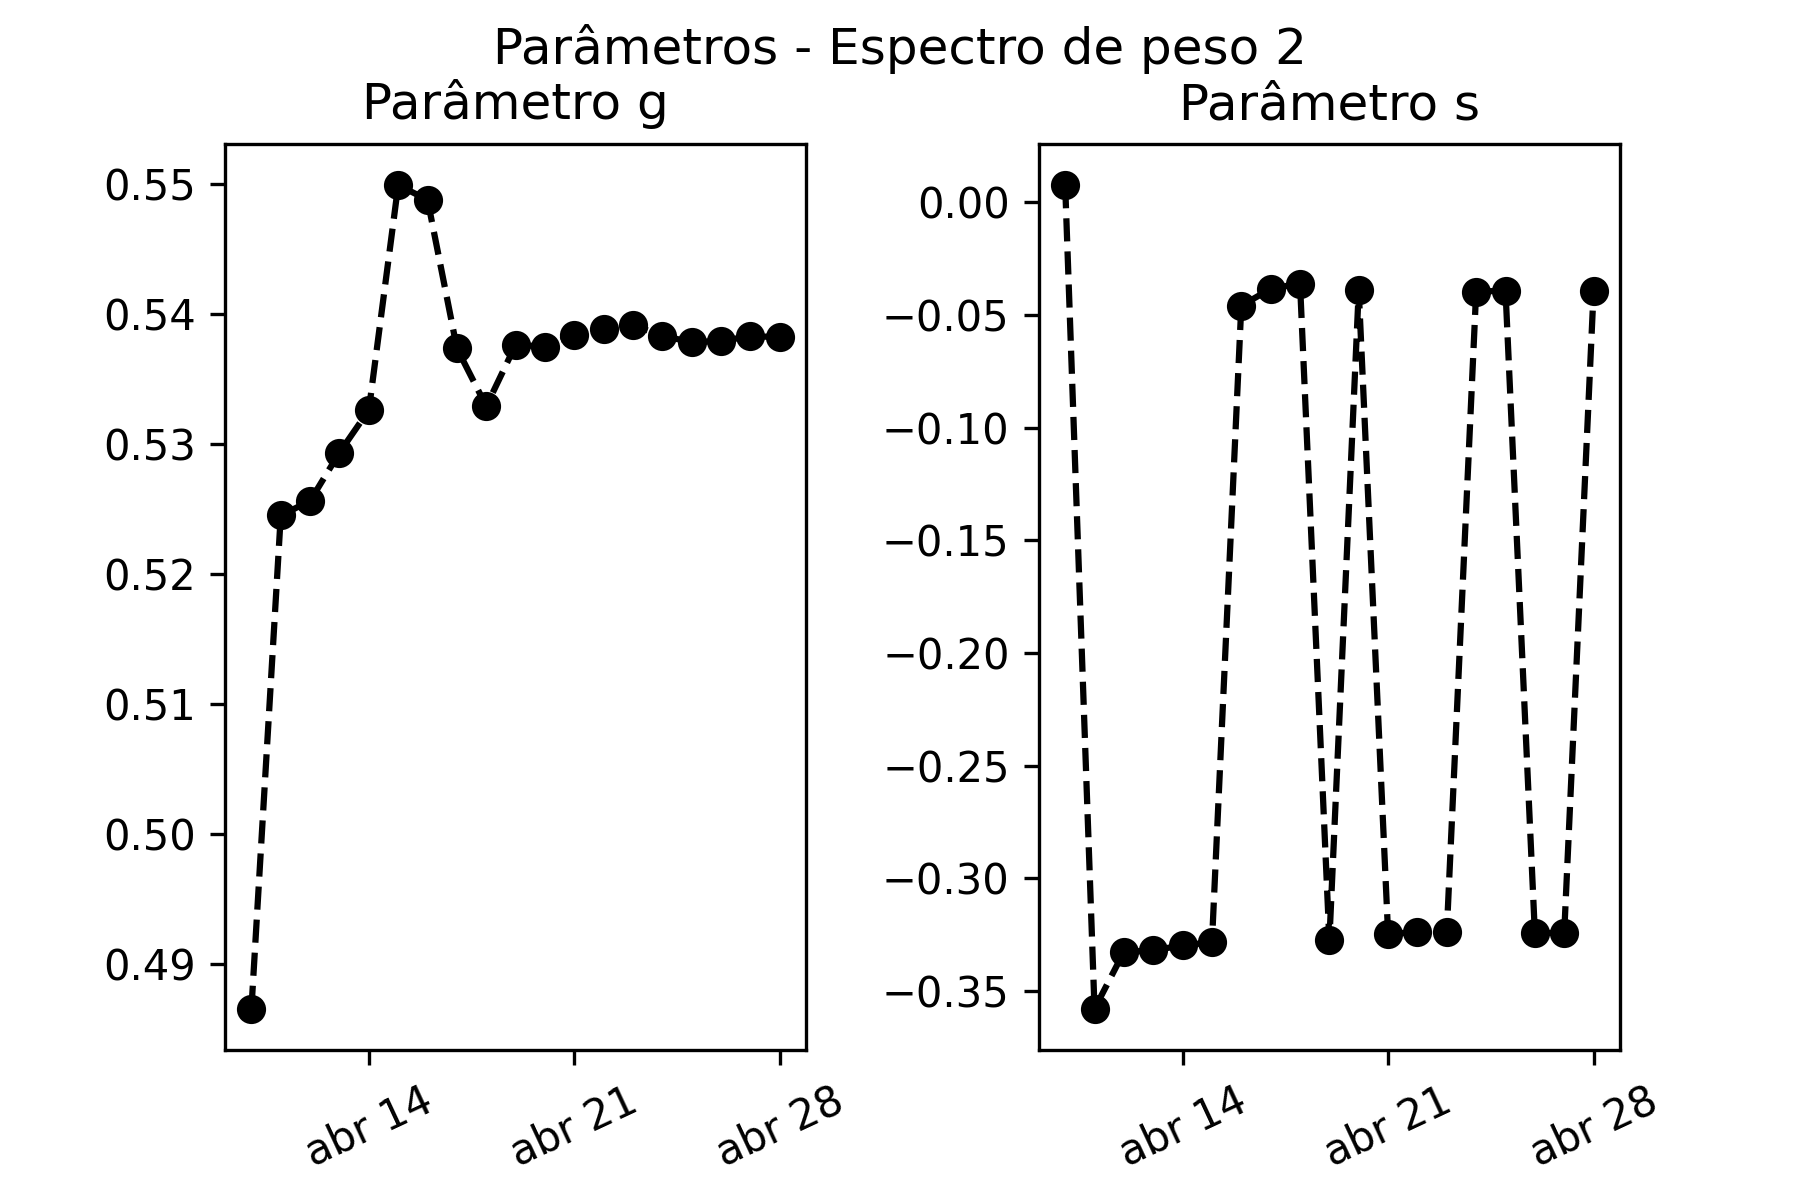 Parâmetros - Espectro de peso 2
Parâmetro g
0.55
0.54
0.53
0.52
0.51
0.50
0.49
abr 14
abr 21
abr 28
Parâmetro s
0.00
−0.05
−0.10
−0.15
−0.20
−0.25
−0.30
−0.35
abr 14
abr 21
abr 28